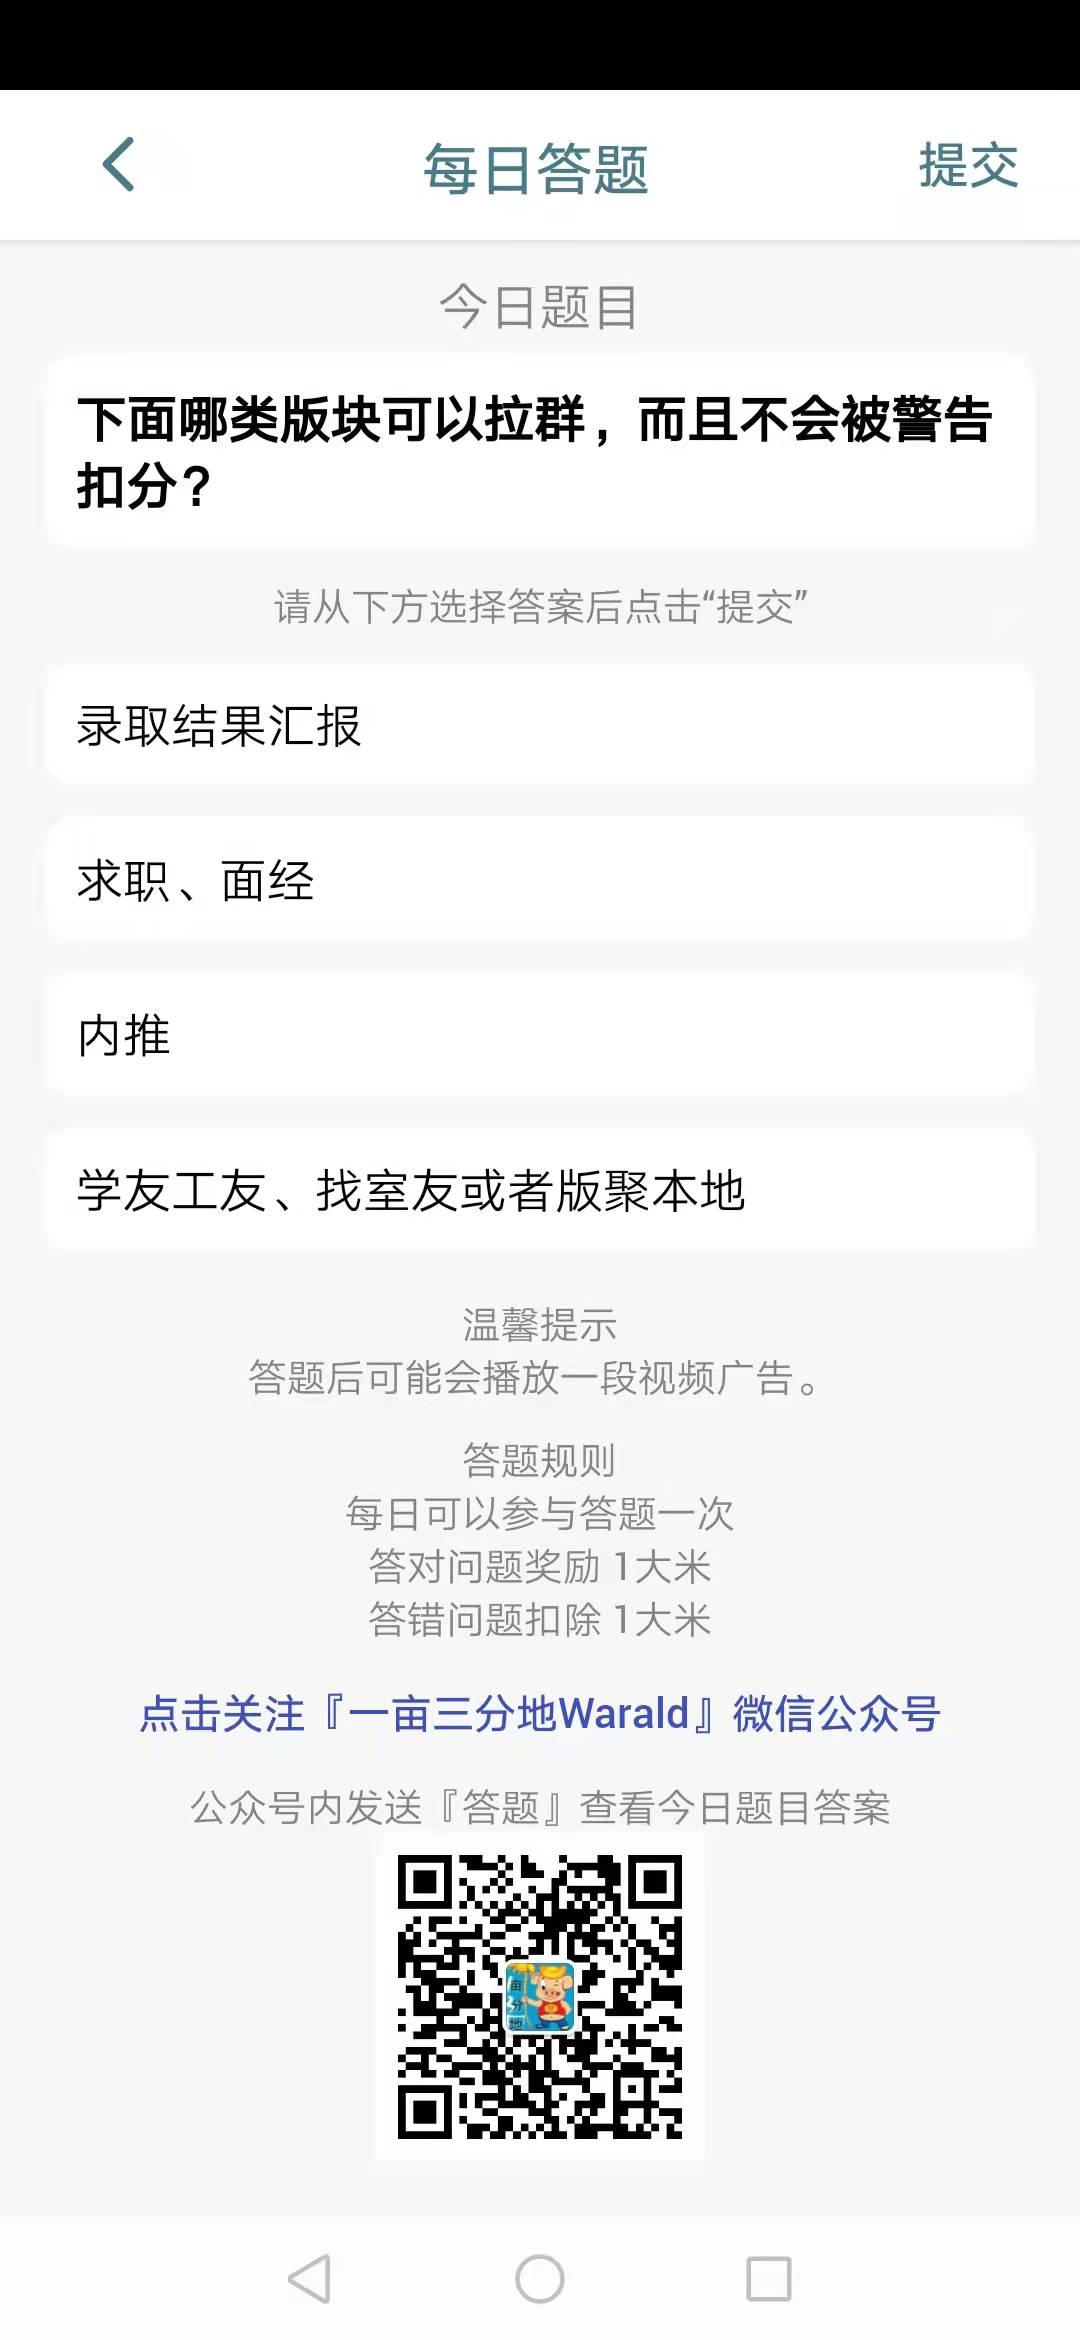 每日答题
提交
今日题目
下面哪类版块可以拉群，而且不会被警告
扣分？
请从下方选择答案后点击“提交”
录取结果汇报
求职、面经
内推
学友工友、找室友或者版聚本地
温馨提示
答题后可能会播放一段视频广告。
答题规则
每日可以参与答题一次
答对问题奖励 1大米
答错问题扣除 1大米
点击关注『一亩三分地Warald』微信公众号
公众号内发送『答题』查看今日题目答案